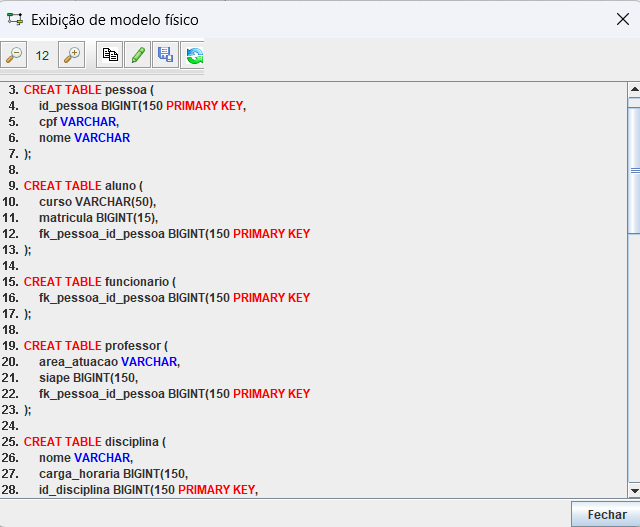 Exibição de modelo físico
12
3. CREAT TABLE pessoa (
4. id_pessoa BIGINT(150 PRIMARY KEY,
5. cpf VARCHAR,
6. nome VARCHAR
7. );
8.
9. CREAT TABLE aluno (
10. curso VARCHAR(50),
11. matricula BIGINT(15),
12. fk_pessoa_id_pessoa BIGINT(150 PRIMARY KEY
13. );
14.
15. CREAT TABLE funcionario (
16. fk_pessoa_id_pessoa BIGINT(150 PRIMARY KEY
17. );
18.
19. CREAT TABLE professor (
20. area_atuacao VARCHAR,
21. siape BIGINT(150,
22. fk_pessoa_id_pessoa BIGINT(150 PRIMARY KEY
23. );
24.
25. CREAT TABLE disciplina (
26. nome VARCHAR,
27. carga_horaria BIGINT(150,
28. id_disciplina BIGINT(150 PRIMARY KEY,
Fechar